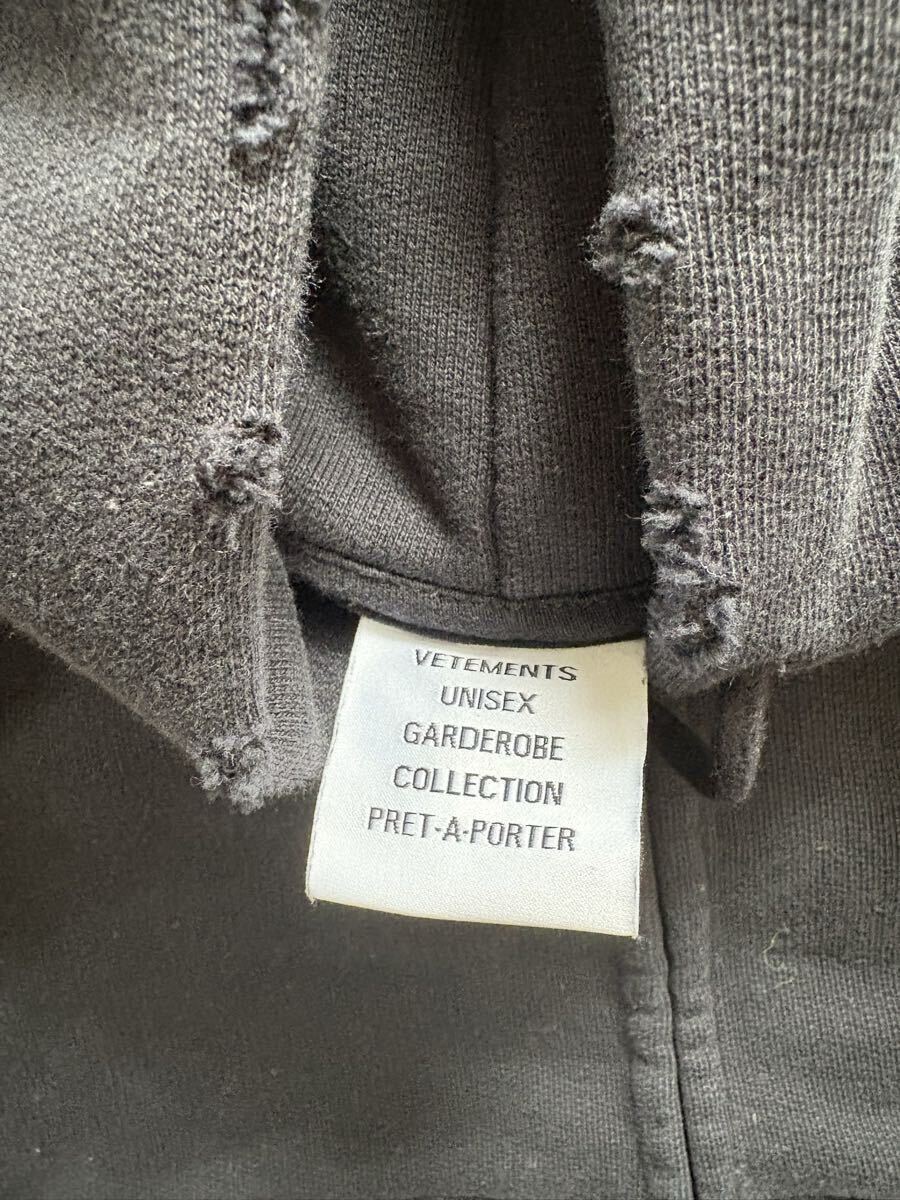 VETEMENTS
UNISEX
GARDEROBE
COLLECTION
PRET-A-PORTER